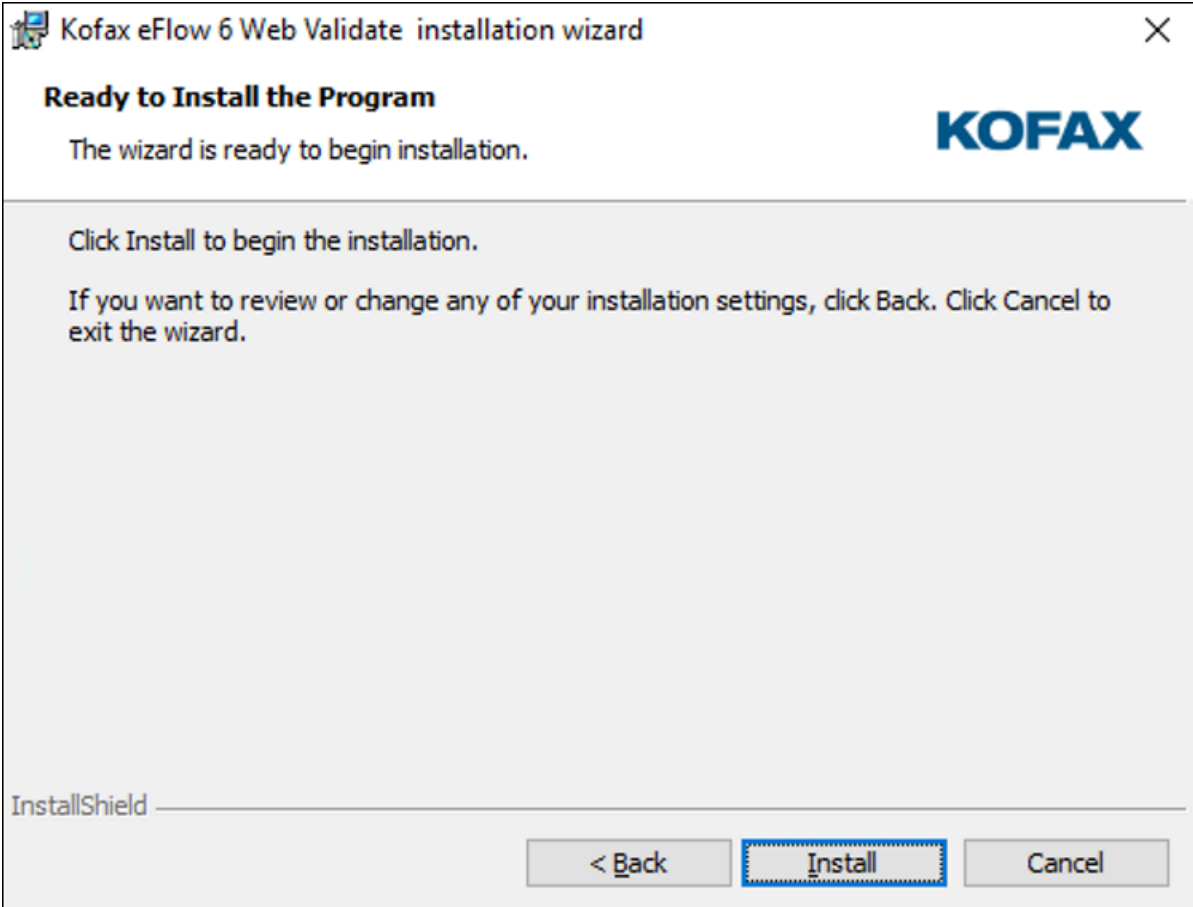 Kofax eFlow 6 Web Validate installation wizard
Ready to Install the Program
The wizard is ready to begin installation.
KOFAX
Click Install to begin the installation.
If you want to review or change any of your installation settings, click Back. Click Cancel to
exit the wizard.
InstallShield
< Back
Install
Cancel